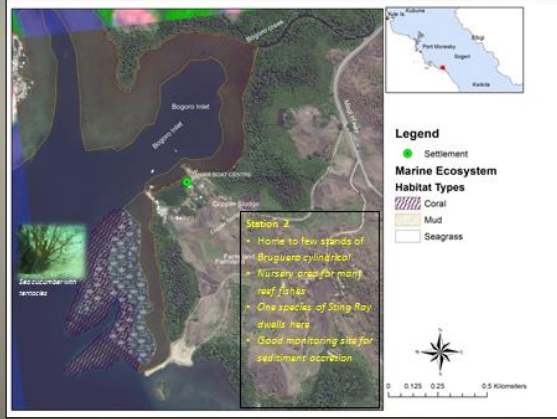 Bogoro creek
Bogoro Inlet
Bogoro Inlet
BOAT CENTRE
Station 2
• Home to few stands of
Bruguera cylindrical
• Nursery area for many
reef fishes
• One species of Sting Ray
dwells here
• Good monitoring site for
seditiment accretion
Sea cucumber with
tentacles
Kubuna
Port Moresby
Sogeri
Kwikila
Legend
Settlement
Marine Ecosystem
Habitat Types
Coral
Mud
Seagrass
0 0.125 0.25 0.5 Kilometers